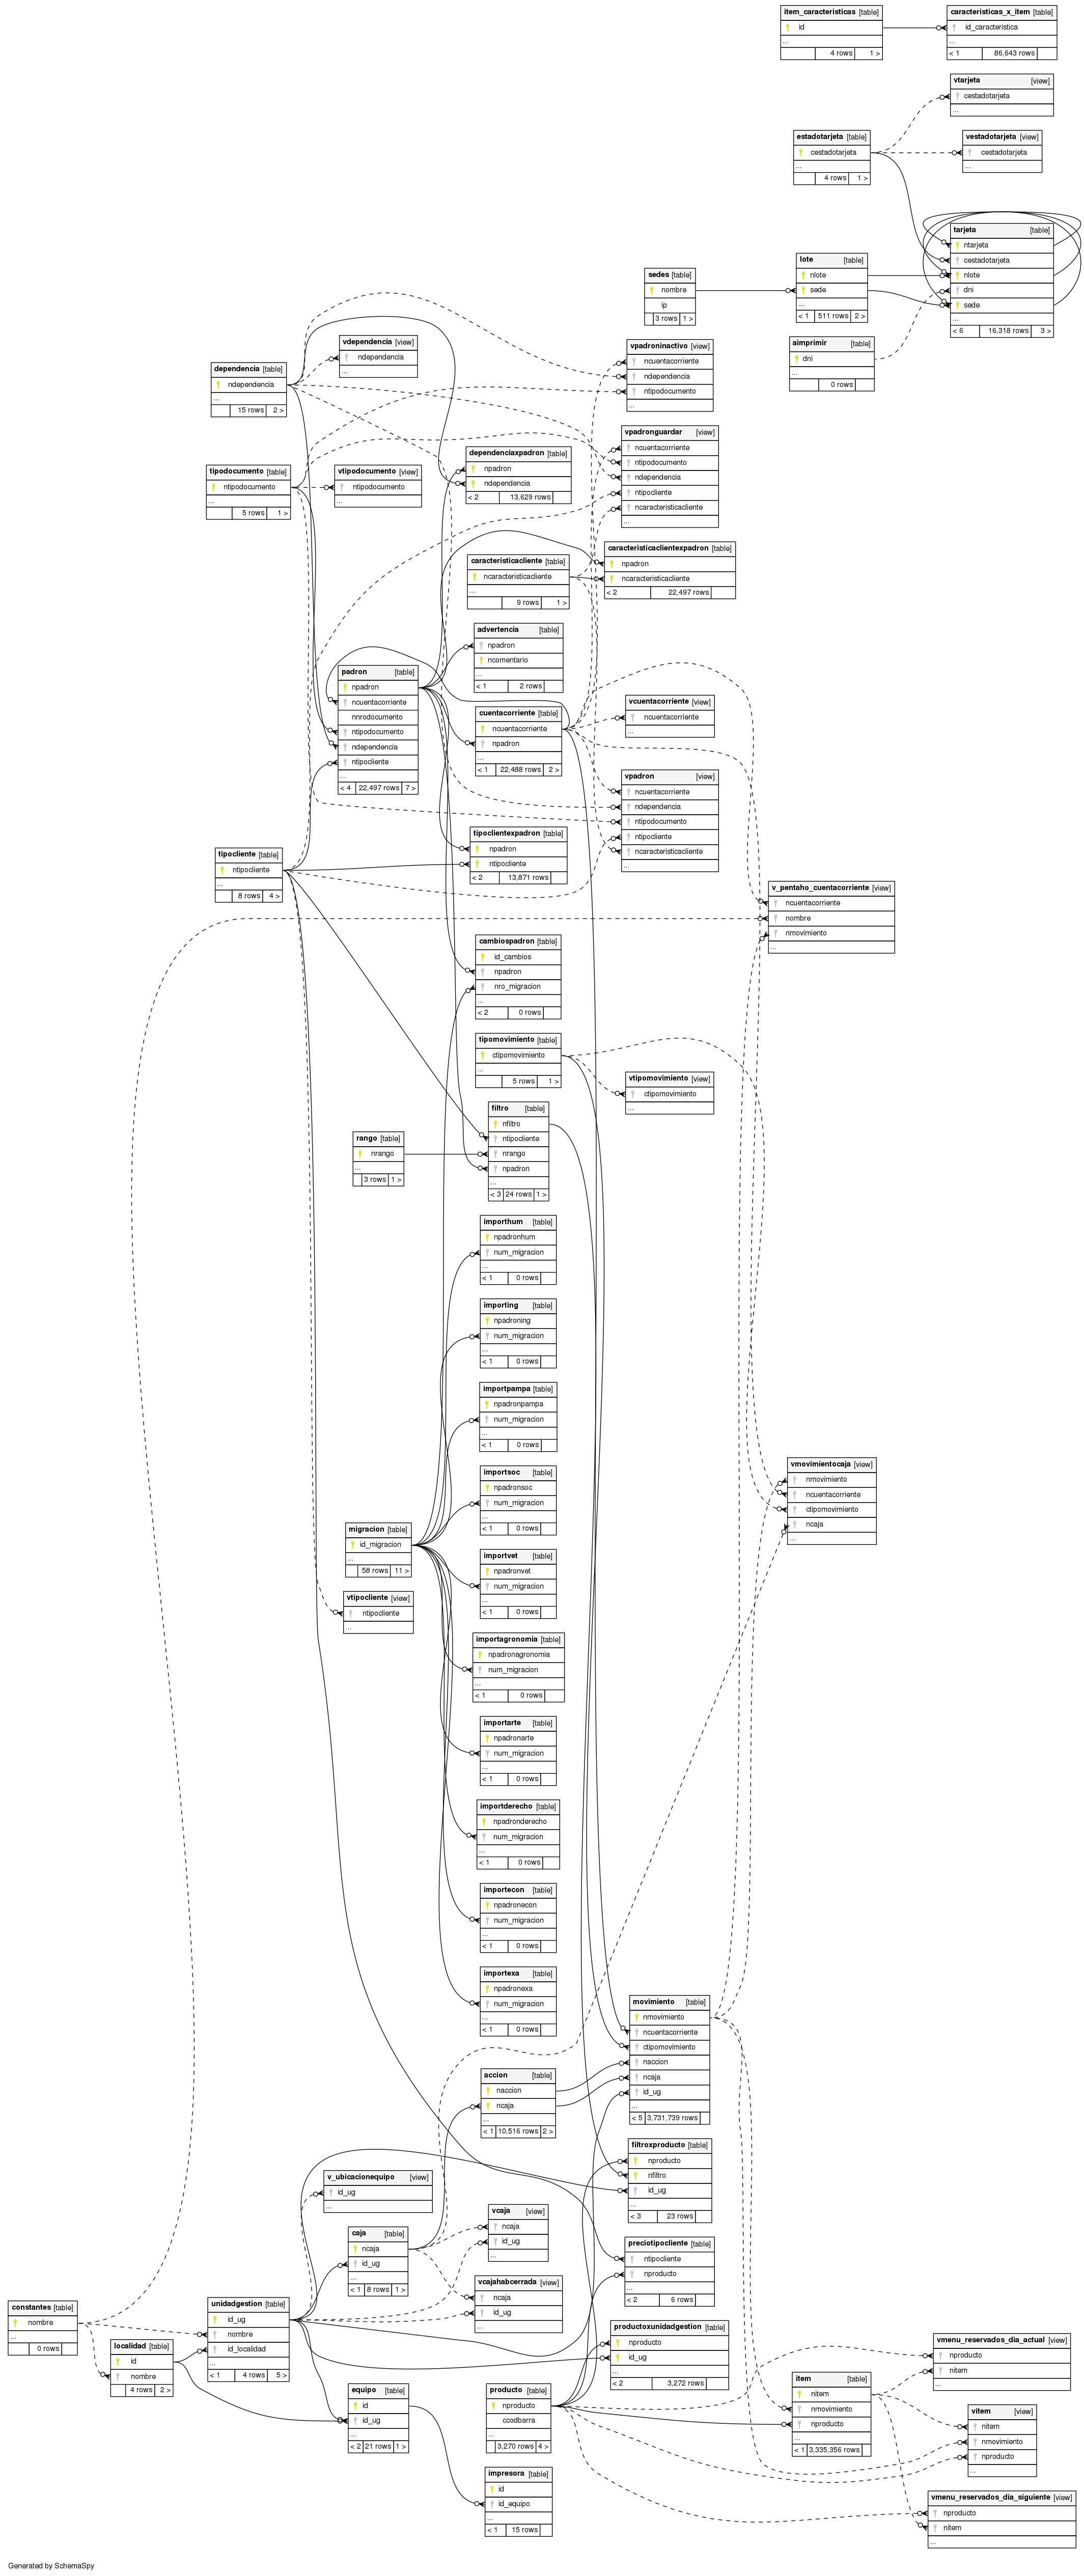 item_caracteristicas [table]
id
...
4 rows 1 >
caracteristicas_x_item [table]
id_caracteristica
...
< 1 86,643 rows
vtarjeta [view]
cestadotarjeta
...
estadotarjeta [table]
cestadotarjeta
...
4 rows 1 >
vestadotarjeta [view]
cestadotarjeta
...
tarjeta [table]
ntarjeta
cestadotarjeta
nlote
dni
sede
...
< 6 16,318 rows 3 >
lote [table]
nlote
sede
...
< 1 511 rows 2 >
sedes [table]
nombre
ip
3 rows 1 >
aimprimir [table]
dni
...
0 rows
vdependencia [view]
ndependencia
...
vpadroninactivo [view]
ncuentacorriente
ndependencia
ntipodocumento
...
dependencia [table]
ndependencia
...
15 rows 2 >
vpadronguardar [view]
ncuentacorriente
ntipodocumento
ndependencia
ntipocliente
ncaracteristicacliente
...
dependenciaxpadron [table]
npadron
ndependencia
< 2 13,629 rows
tipodocumento [table]
ntipodocumento
...
5 rows 1 >
vtipodocumento [view]
ntipodocumento
...
caracteristicaclientexpadron [table]
npadron
ncaracteristicacliente
< 2 22,497 rows
caracteristicacliente [table]
ncaracteristicacliente
...
9 rows 1 >
advertencia [table]
npadron
ncomentario
...
< 1 2 rows
padron [table]
npadron
ncuentacorriente
nnrodocumento
ntipodocumento
ndependencia
ntipocliente
...
< 4 22,497 rows 7 >
vcuentacorriente [view]
ncuentacorriente
...
cuentacorriente [table]
ncuentacorriente
npadron
...
< 1 22,488 rows 2 >
vpadron [view]
ncuentacorriente
ndependencia
ntipodocumento
ntipocliente
ncaracteristicacliente
...
tipoclientexpadron [table]
npadron
ntipocliente
< 2 13,871 rows
tipocliente [table]
ntipocliente
...
8 rows 4 >
v_pentaho_cuentacorriente [view]
ncuentacorriente
nombre
nmovimiento
...
cambiospadron [table]
id_cambios
npadron
nro_migracion
...
< 2 0 rows
tipomovimiento [table]
ctipomovimiento
...
5 rows 1 >
vtipomovimiento [view]
ctipomovimiento
...
filtro [table]
nfiltro
ntipocliente
nrango
npadron
...
< 3 24 rows 1 >
rango [table]
nrango
...
3 rows 1 >
importhum [table]
npadronhum
num_migracion
...
< 1 0 rows
importing [table]
npadroning
num_migracion
...
< 1 0 rows
importpampa [table]
npadronpampa
num_migracion
...
< 1 0 rows
vmovimientocaja [view]
nmovimiento
ncuentacorriente
ctipomovimiento
ncaja
...
importsoc [table]
npadronsoc
num_migracion
...
< 1 0 rows
migracion [table]
id_migracion
...
58 rows 11 >
importvet [table]
npadronvet
num_migracion
...
< 1 0 rows
vtipocliente [view]
ntipocliente
...
importagronomia [table]
npadronagronomia
num_migracion
...
< 1 0 rows
importarte [table]
npadronarte
num_migracion
...
< 1 0 rows
importderecho [table]
npadronderecho
num_migracion
...
< 1 0 rows
importecon [table]
npadronecon
num_migracion
...
< 1 0 rows
importexa [table]
npadronexa
num_migracion
...
< 1 0 rows
movimiento [table]
nmovimiento
ncuentacorriente
ctipomovimiento
naccion
ncaja
id_ug
...
< 5 3,731,739 rows
accion [table]
naccion
ncaja
...
< 1 10,516 rows 2 >
filtroxproducto [table]
nproducto
nfiltro
id_ug
...
< 3 23 rows
v_ubicacionequipo [view]
id_ug
...
vcaja [view]
ncaja
id_ug
...
caja [table]
ncaja
id_ug
...
< 1 8 rows 1 >
preciotipocliente [table]
ntipocliente
nproducto
...
< 2 6 rows
vcajahabcerrada [view]
ncaja
id_ug
...
constantes [table]
nombre
...
0 rows
unidadgestion [table]
id_ug
nombre
id_localidad
...
< 1 4 rows 5 >
localidad [table]
id
nombre
4 rows 2 >
productoxunidadgestion [table]
nproducto
id_ug
...
< 2 3,272 rows
vmenu_reservados_dia_actual [view]
nproducto
nitem
...
equipo [table]
id
id_ug
...
< 2 21 rows 1 >
producto [table]
nproducto
ccodbarra
...
3,270 rows 4 >
item [table]
nitem
nmovimiento
nproducto
...
< 1 3,335,356 rows
vitem [view]
nitem
nmovimiento
nproducto
...
impresora [table]
id
id_equipo
...
< 1 15 rows
vmenu_reservados_dia_siguiente [view]
nproducto
nitem
...
Generated by SchemaSpy